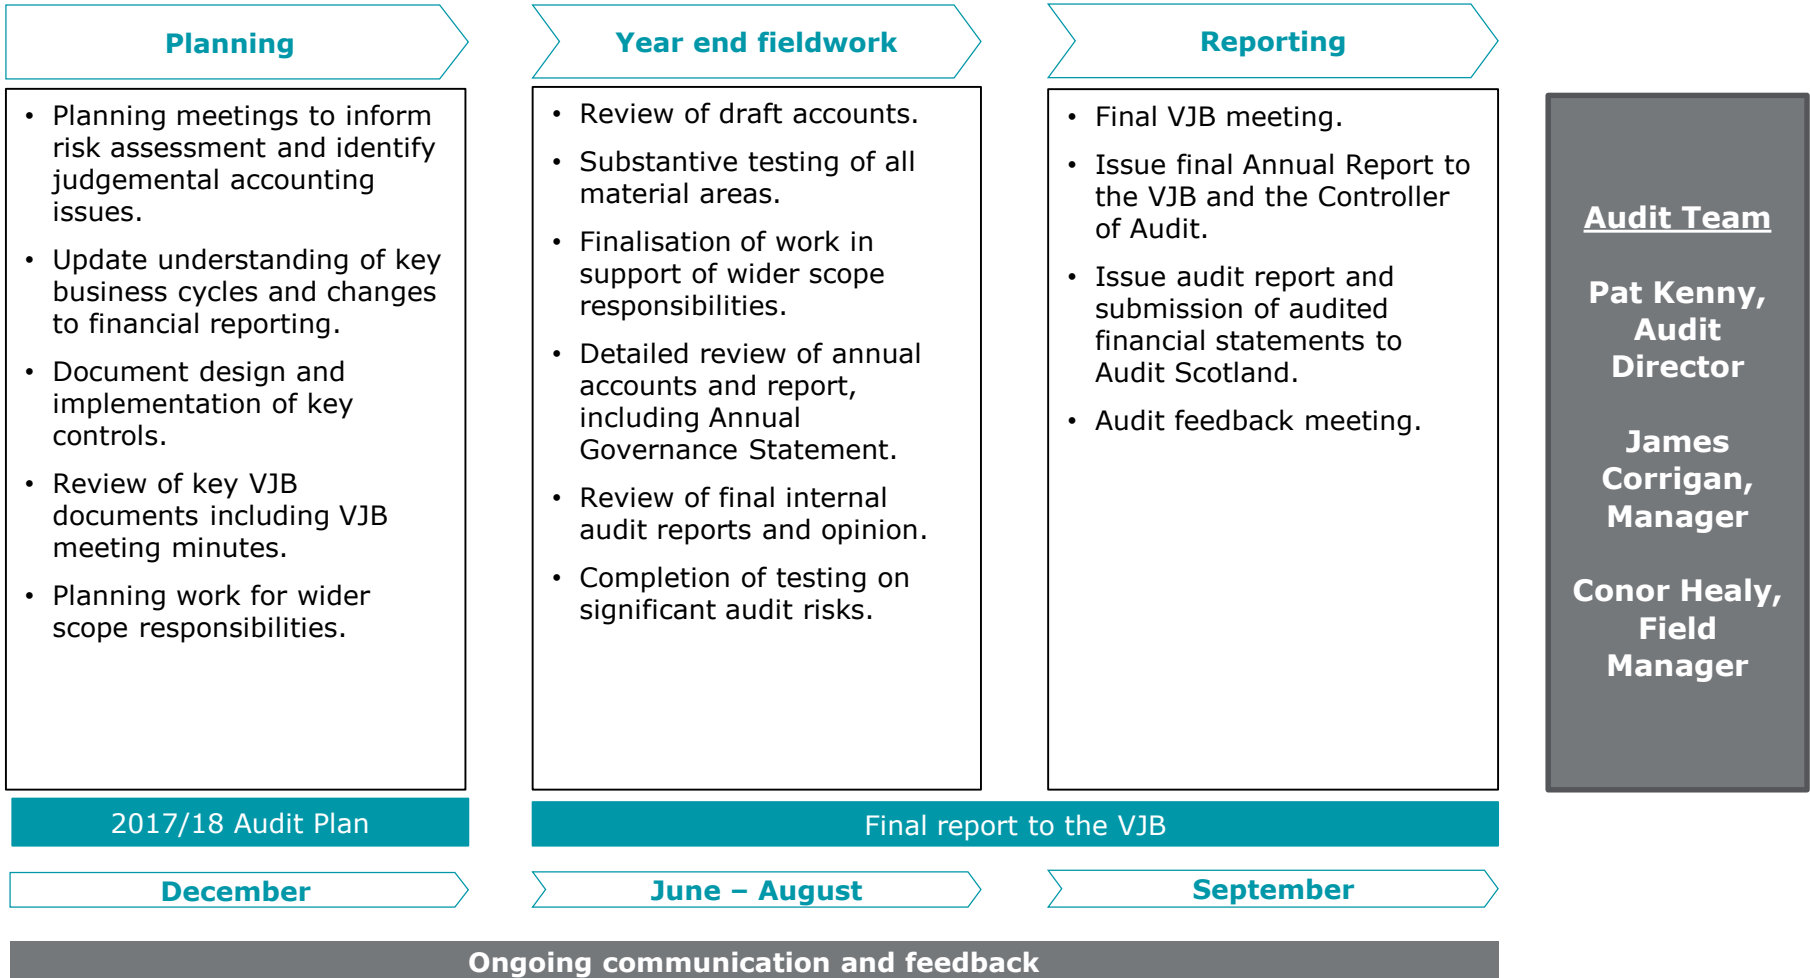 Planning
• Planning meetings to inform
risk assessment and identify
judgemental accounting
issues.
• Update understanding of key
business cycles and changes
to financial reporting.
• Document design and
implementation of key
controls.
• Review of key VJB
documents including VJB
meeting minutes.
• Planning work for wider
scope responsibilities.
2017/18 Audit Plan
December
Year end fieldwork
• Review of draft accounts.
• Substantive testing of all
material areas.
• Finalisation of work in
support of wider scope
responsibilities.
• Detailed review of annual
accounts and report,
including Annual
Governance Statement.
• Review of final internal
audit reports and opinion.
• Completion of testing on
significant audit risks.
June – August
Reporting
• Final VJB meeting.
• Issue final Annual Report to
the VJB and the Controller
of Audit.
• Issue audit report and
submission of audited
financial statements to
Audit Scotland.
• Audit feedback meeting.
Final report to the VJB
September
Audit Team
Pat Kenny,
Audit
Director
James
Corrigan,
Manager
Conor Healy,
Field
Manager
Ongoing communication and feedback